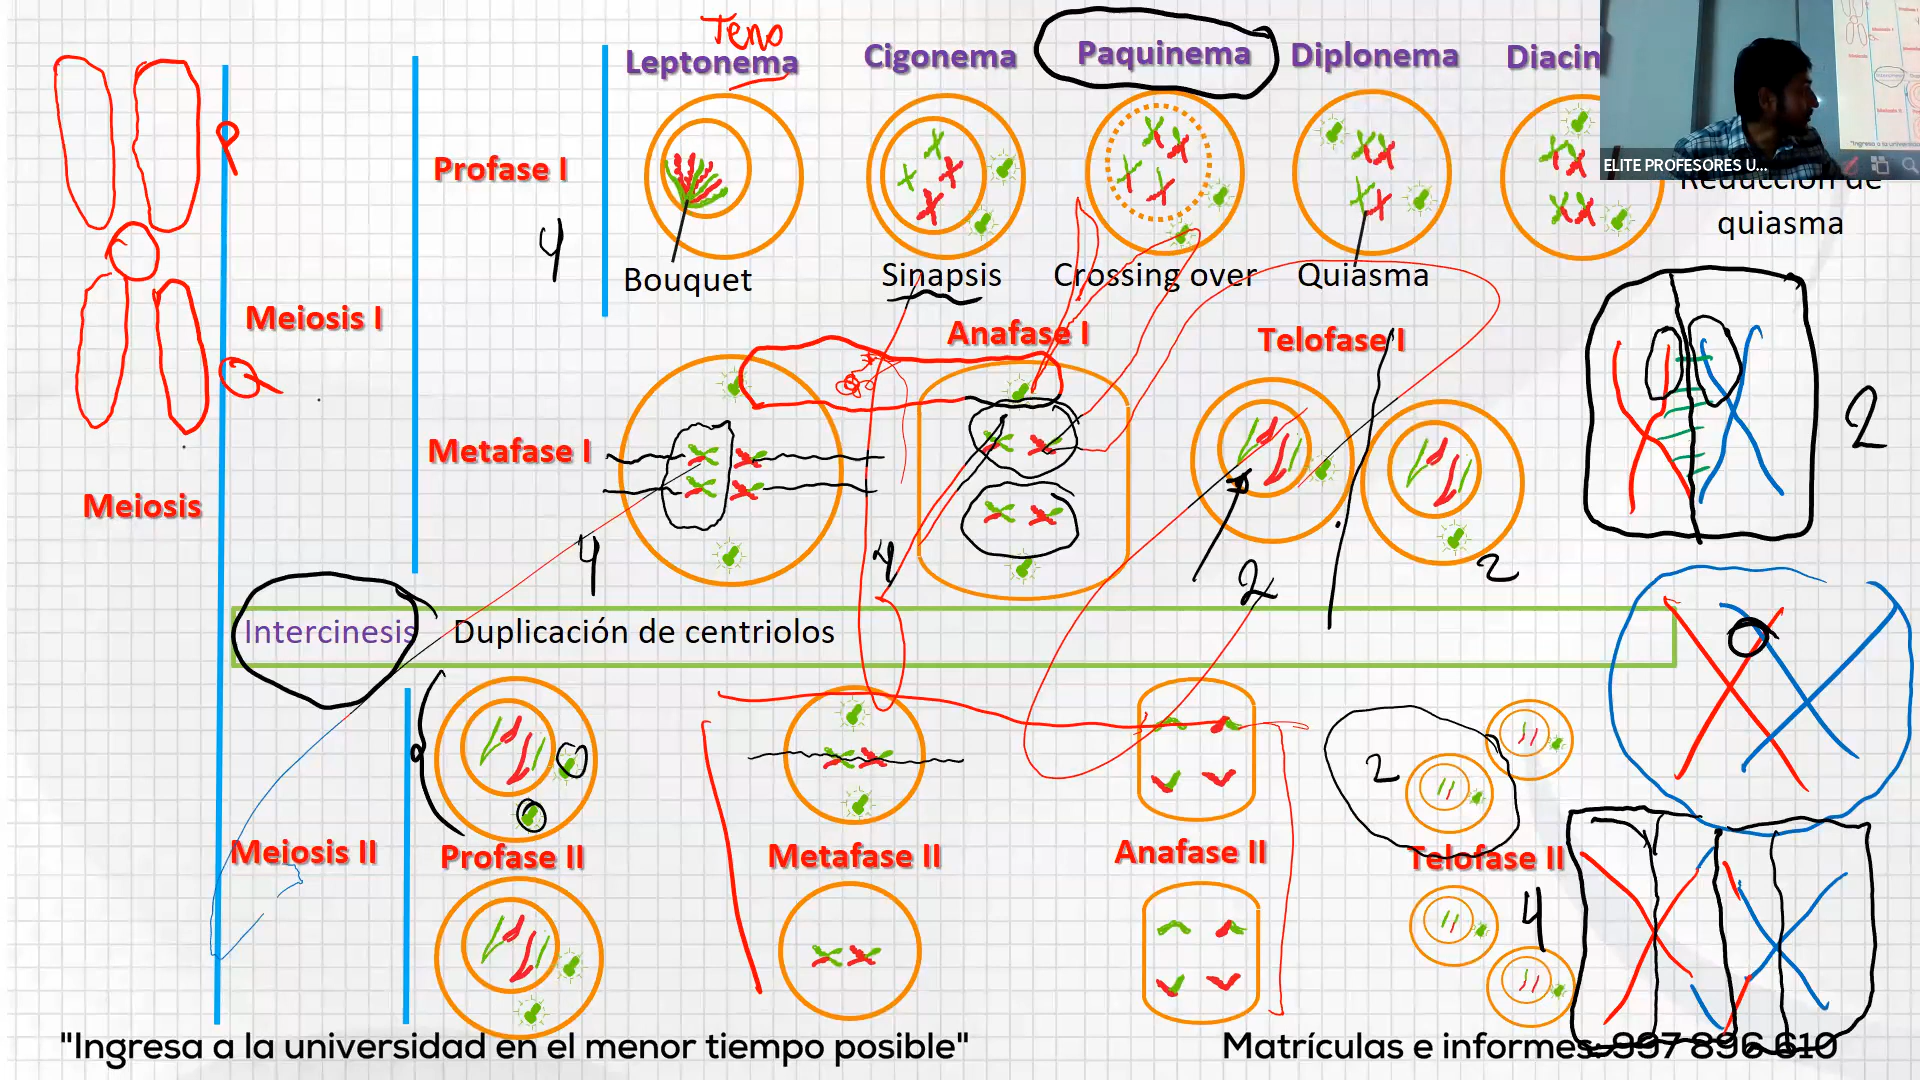 Teno
Leptonema
Cigonema
Paquinema
Diplonema
Diacin
ELITE PROFESORES U...
Profase I
Reducción de
quiasma
4
Bouquet
Sinapsis
Crossing over
Quiasma
P
Q
Meiosis I
Anafase I
Telofase I
Metafase I
Meiosis
4
4
2
2
2
Intercinesis
Duplicación de centriolos
2
Meiosis II
Profase II
Metafase II
Anafase II
Telofase II
4
"Ingresa a la universidad en el menor tiempo posible"
Matrículas e informes: 997 896 610